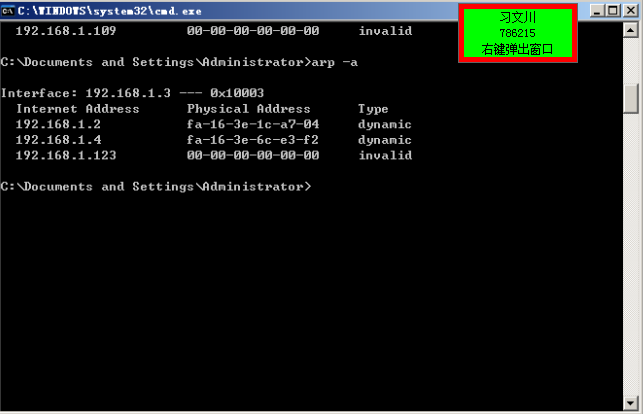 C:\WINDOWS\system32\cmd.exe
习文川
786215
右键弹出窗口
192.168.1.109 00-00-00-00-00-00 invalid
C:\Documents and Settings\Administrator>arp -a
Interface: 192.168.1.3 --- 0x10003
Internet Address Physical Address Type
192.168.1.2 fa-16-3e-1c-a7-04 dynamic
192.168.1.4 fa-16-3e-6c-e3-f2 dynamic
192.168.1.123 00-00-00-00-00-00 invalid
C:\Documents and Settings\Administrator>